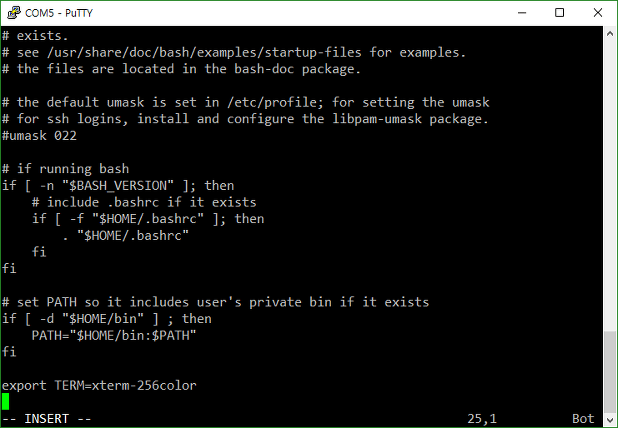 COM5 - PuTTY
# exists.
# see /usr/share/doc/bash/examples/startup-files for examples.
# the files are located in the bash-doc package.
# the default umask is set in /etc/profile; for setting the umask
# for ssh logins, install and configure the libpam-umask package.
#umask 022
# if running bash
if [ -n "$BASH_VERSION" ]; then
    # include .bashrc if it exists
    if [ -f "$HOME/.bashrc" ]; then
        . "$HOME/.bashrc"
    fi
fi
# set PATH so it includes user's private bin if it exists
if [ -d "$HOME/bin" ] ; then
    PATH="$HOME/bin:$PATH"
fi
export TERM=xterm-256color
-- INSERT -- 25,1 Bot